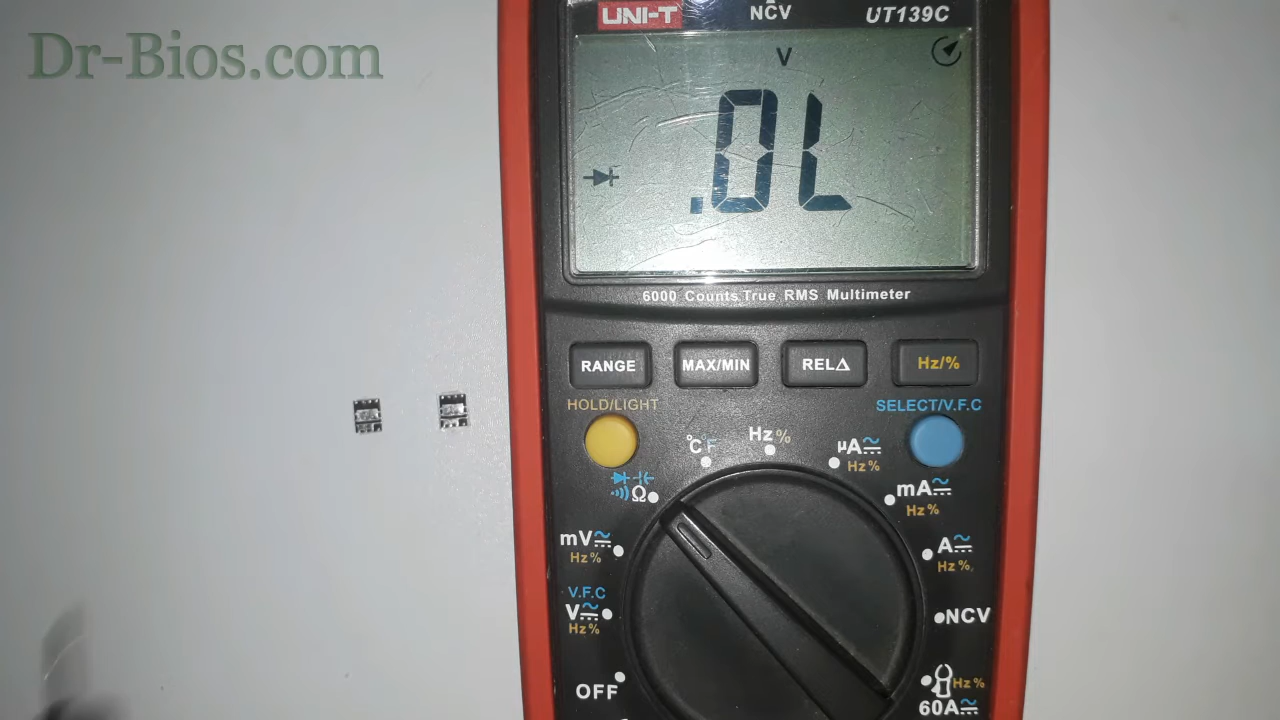 Dr-Bios.com
UNI-T
NCV
UT139C
V
.0L
6000 Counts True RMS Multimeter
RANGE
MAX/MIN
REL△
Hz/%
HOLD/LIGHT
SELECT/V.F.C
°C F
Hz%
µA
Hz%
Ω
mA
Hz%
mV
Hz%
A
Hz%
V.F.C
V
Hz%
NCV
OFF
Hz%
60A